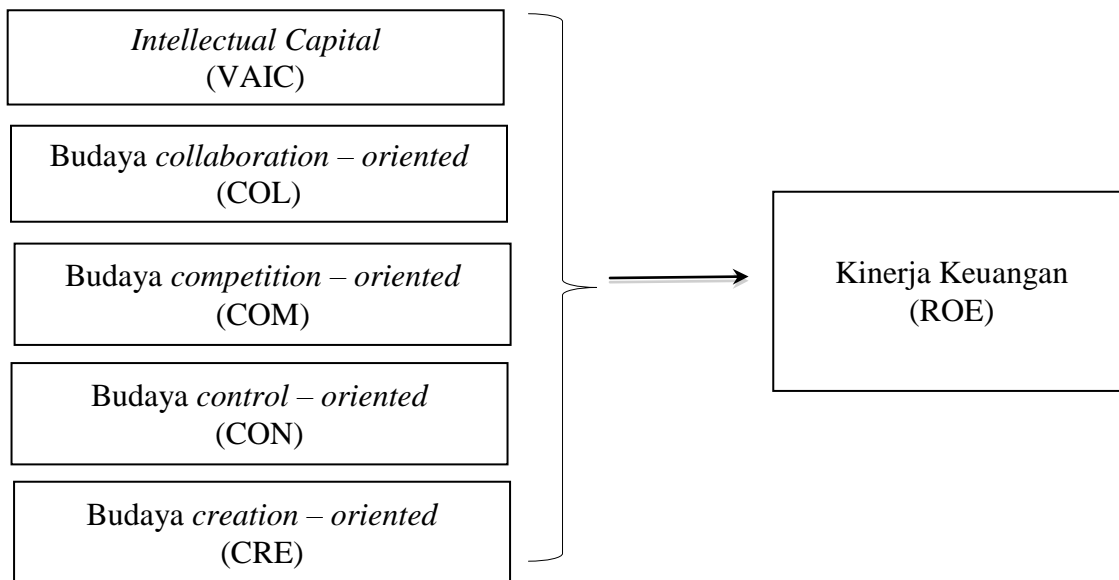 Intellectual Capital
(VAIC)
Budaya collaboration – oriented
(COL)
Budaya competition – oriented
(COM)
Budaya control – oriented
(CON)
Budaya creation – oriented
(CRE)
Kinerja Keuangan
(ROE)